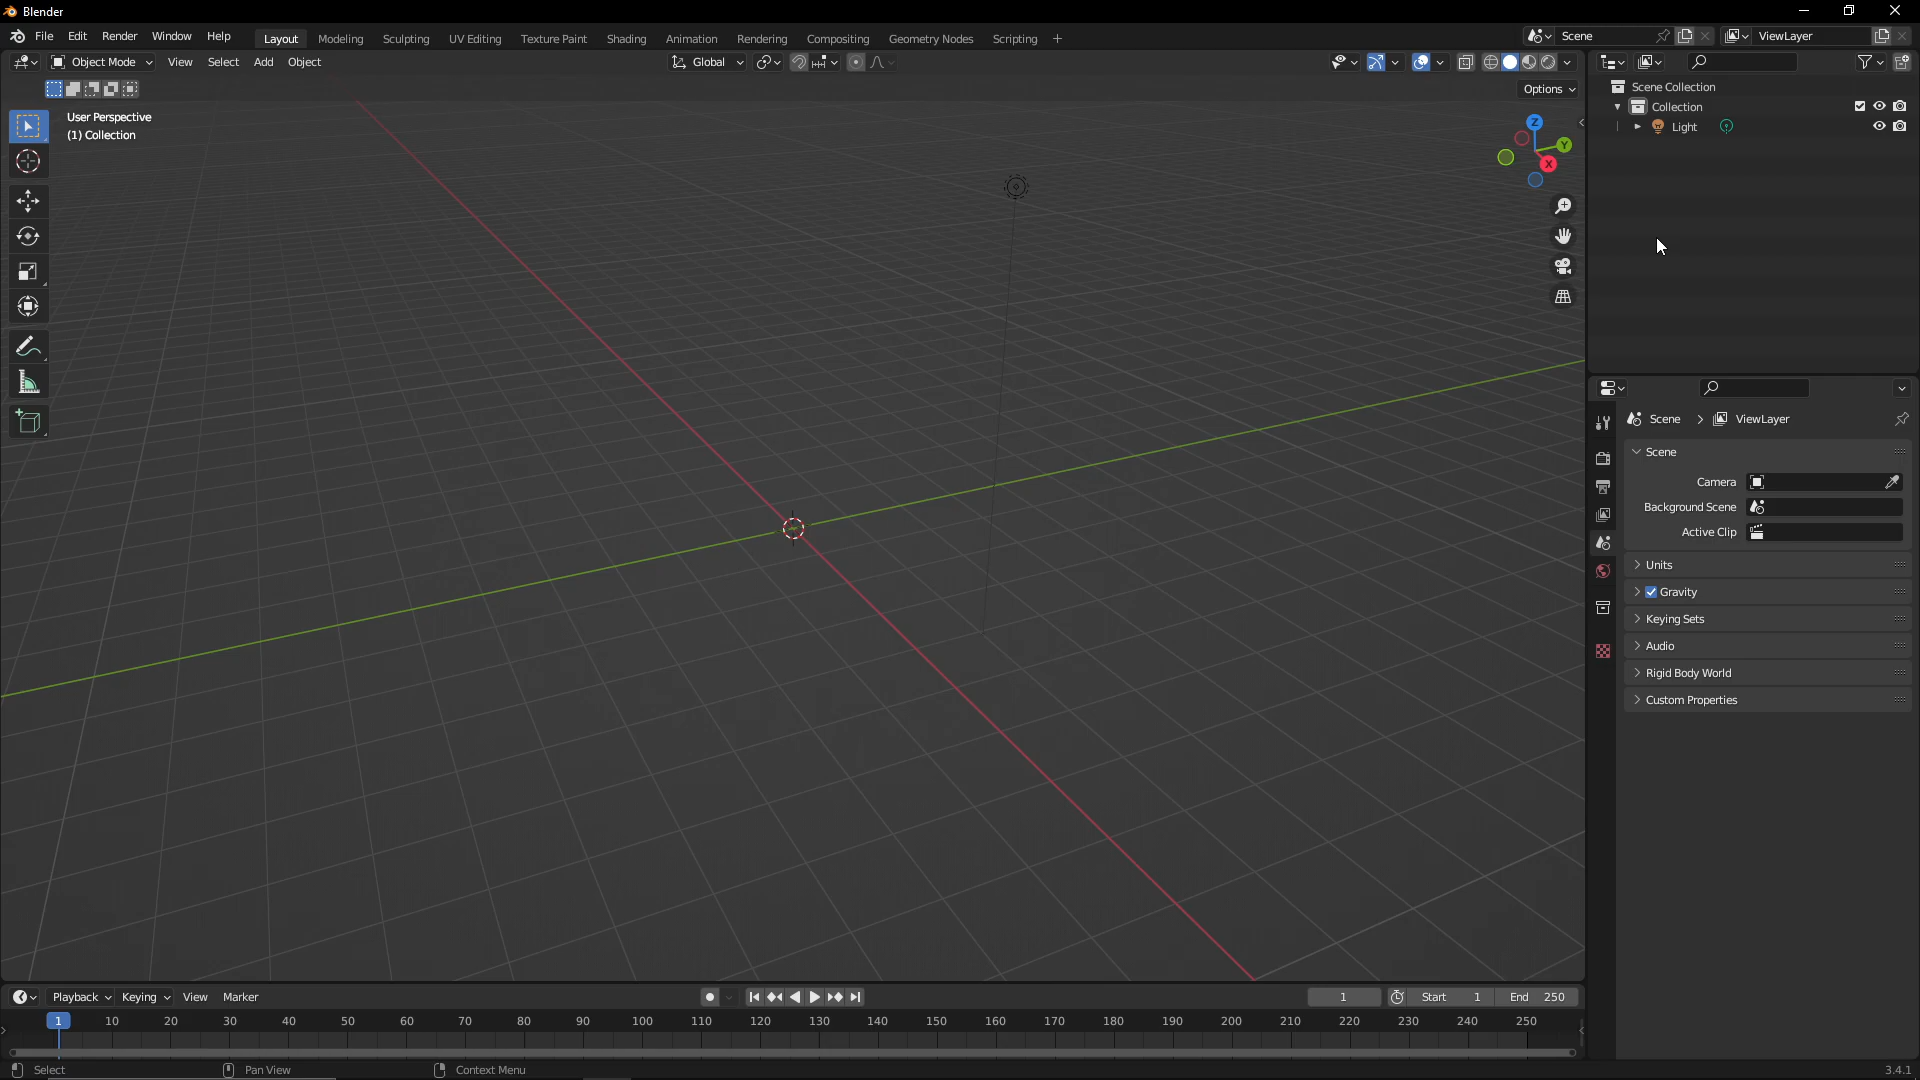 Blender
File Edit Render Window Help Layout Modeling Sculpting UV Editing Texture Paint Shading Animation Rendering Compositing Geometry Nodes Scripting + Scene ViewLayer
Object Mode View Select Add Object Global
Options
User Perspective
(1) Collection
Z
Y
X
Scene Collection
Collection
Light
Scene > ViewLayer
Scene
Camera
Background Scene
Active Clip
Units
Gravity
Keying Sets
Audio
Rigid Body World
Custom Properties
Playback Keying View Marker 1 Start 1 End 250
1 10 20 30 40 50 60 70 80 90 100 110 120 130 140 150 160 170 180 190 200 210 220 230 240 250
Select Pan View Context Menu 3.4.1